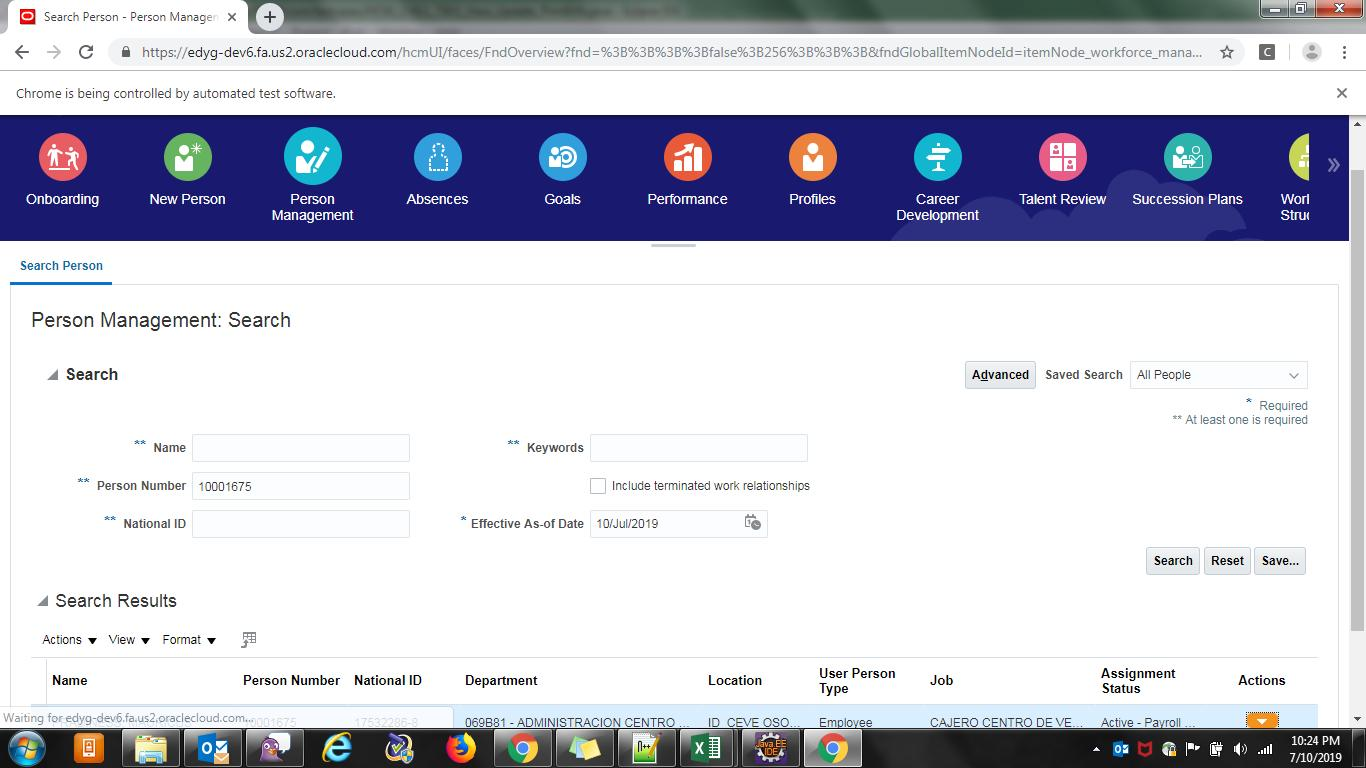 Search Person - Person Managem
https://edyg-dev6.fa.us2.oraclecloud.com/hcmUI/faces/FndOverview?fnd=%3B%3B%3B%3Bfalse%3B256%3B%3B%3B&fndGlobalItemNodeId=itemNode_workforce_mana...
C
Chrome is being controlled by automated test software.
Onboarding
New Person
Person Management
Absences
Goals
Performance
Profiles
Career Development
Talent Review
Succession Plans
Search Person
Person Management: Search
Search
Advanced Saved Search All People
* Required
** At least one is required
** Name
** Keywords
** Person Number 10001675
Include terminated work relationships
** National ID
* Effective As-of Date 10/Jul/2019
Search Reset Save...
Search Results
Actions View Format
Name Person Number National ID Department Location User Person Type Job Assignment Status Actions
Waiting for edyg-dev6.fa.us2.oraclecloud.com...
10001675 17532286-8 069B81 - ADMINISTRACION CENTRO ... ID_CEVE OSO... Employee CAJERO CENTRO DE VE... Active - Payroll ...
Java EE IDE
10:24 PM
7/10/2019